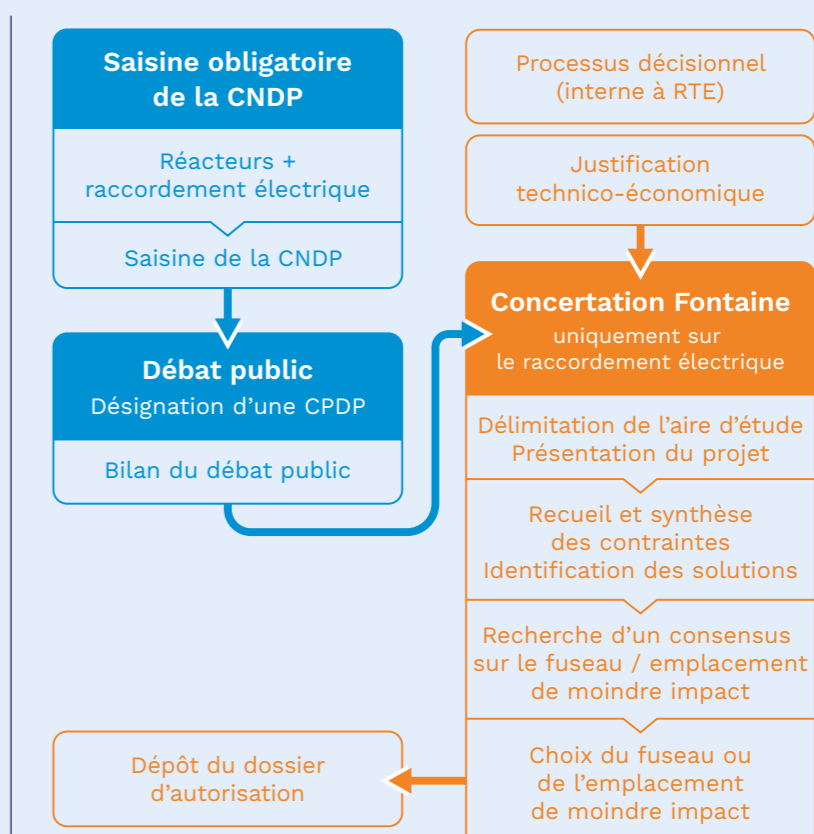 Saisine obligatoire
de la CNDP
Réacteurs +
raccordement électrique
Saisine de la CNDP
Débat public
Désignation d’une CPDP
Bilan du débat public
Processus décisionnel
(interne à RTE)
Justification
technico-économique
Concertation Fontaine
uniquement sur
le raccordement électrique
Délimitation de l’aire d’étude
Présentation du projet
Recueil et synthèse
des contraintes
Identification des solutions
Recherche d’un consensus
sur le fuseau / emplacement
de moindre impact
Choix du fuseau ou
de l’emplacement
de moindre impact
Dépôt du dossier
d’autorisation